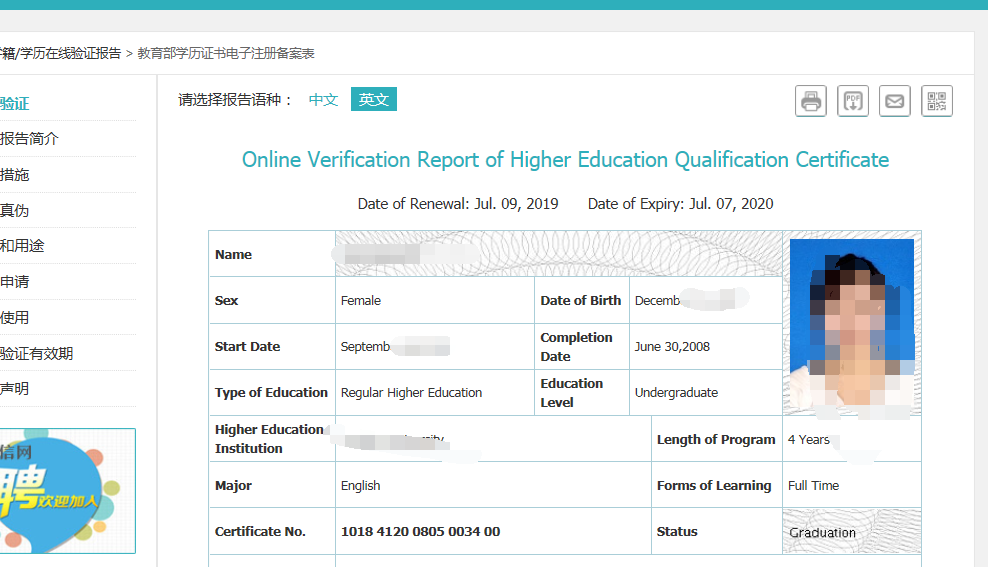 籍/学历在线验证报告 > 教育部学历证书电子注册备案表
验证
报告简介
措施
真伪
和用途
申请
使用
验证有效期
声明
信网
聘 欢迎加入
请选择报告语种： 中文 英文
PDF
Online Verification Report of Higher Education Qualification Certificate
Date of Renewal: Jul. 09, 2019 Date of Expiry: Jul. 07, 2020
Name
Sex Female Date of Birth Decemb
Start Date Septemb Completion Date June 30,2008
Type of Education Regular Higher Education Education Level Undergraduate
Higher Education Institution Length of Program 4 Years
Major English Forms of Learning Full Time
Certificate No. 1018 4120 0805 0034 00 Status Graduation